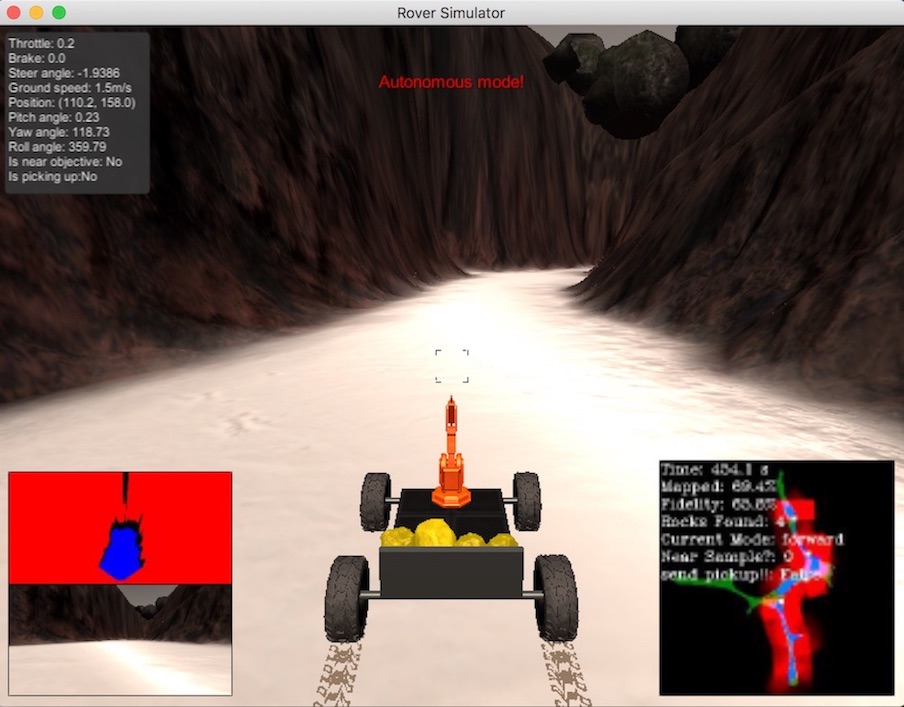 Rover Simulator
Throttle: 0.2
Brake: 0.0
Steer angle: -1.9386
Ground speed: 1.5m/s
Position: (110.2, 158.0)
Pitch angle: 0.23
Yaw angle: 118.73
Roll angle: 359.79
Is near objective: No
Is picking up:No
Autonomous mode!
Time: 454.1 s
Mapped: 69.4%
Fidelity:
Rocks Found: 4
Current Mode: forward
Near Sample?: 0
send pickup!!: